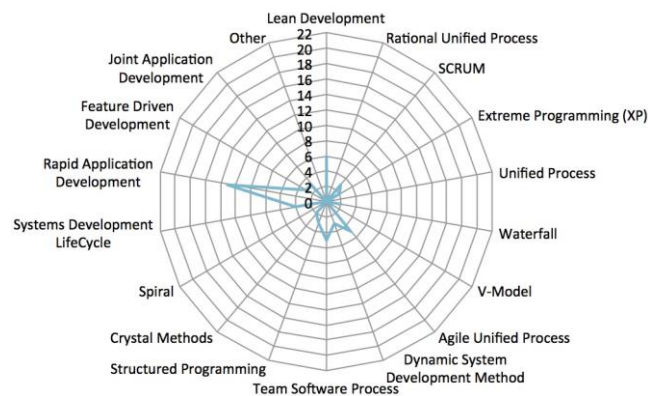 Lean Development
Other
Rational Unified Process
Joint Application
Development
SCRUM
Feature Driven
Development
Extreme Programming (XP)
Rapid Application
Development
Unified Process
Systems Development
LifeCycle
Waterfall
Spiral
V-Model
Crystal Methods
Agile Unified Process
Structured Programming
Dynamic System
Development Method
Team Software Process
22
20
18
16
14
12
10
8
6
4
2
0